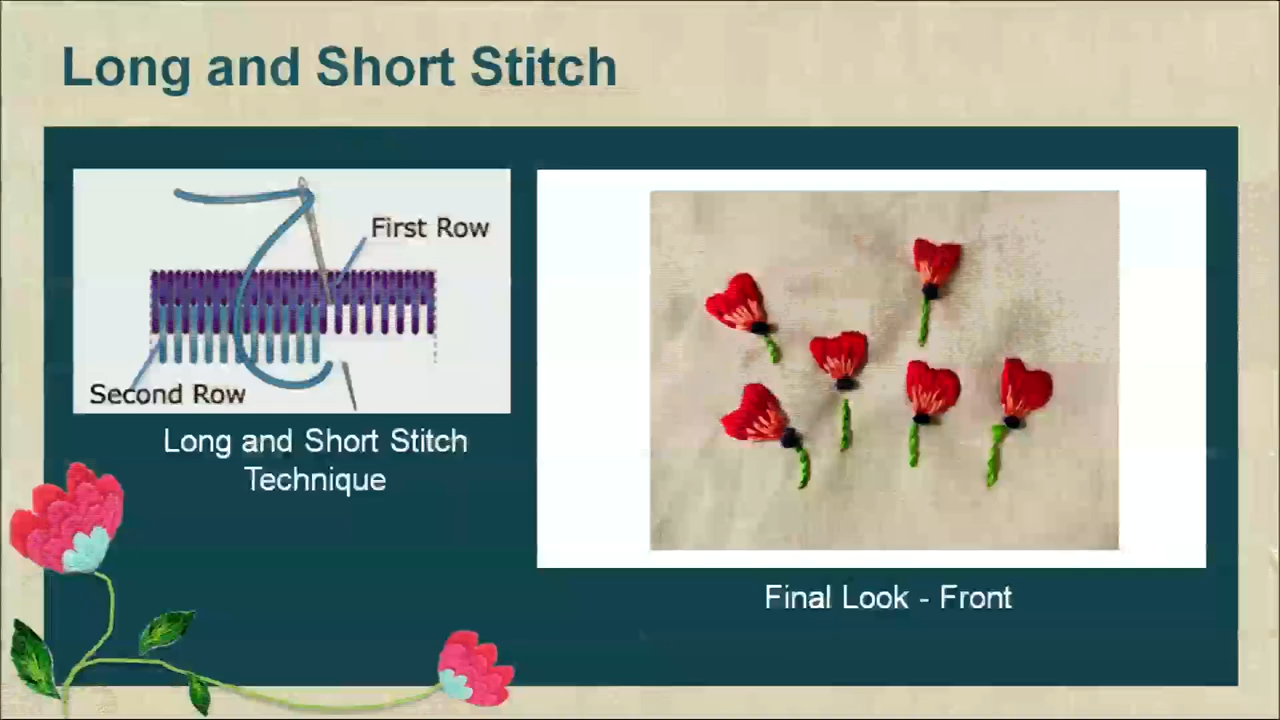 Long and Short Stitch
First Row
Second Row
Long and Short Stitch
Technique
Final Look - Front